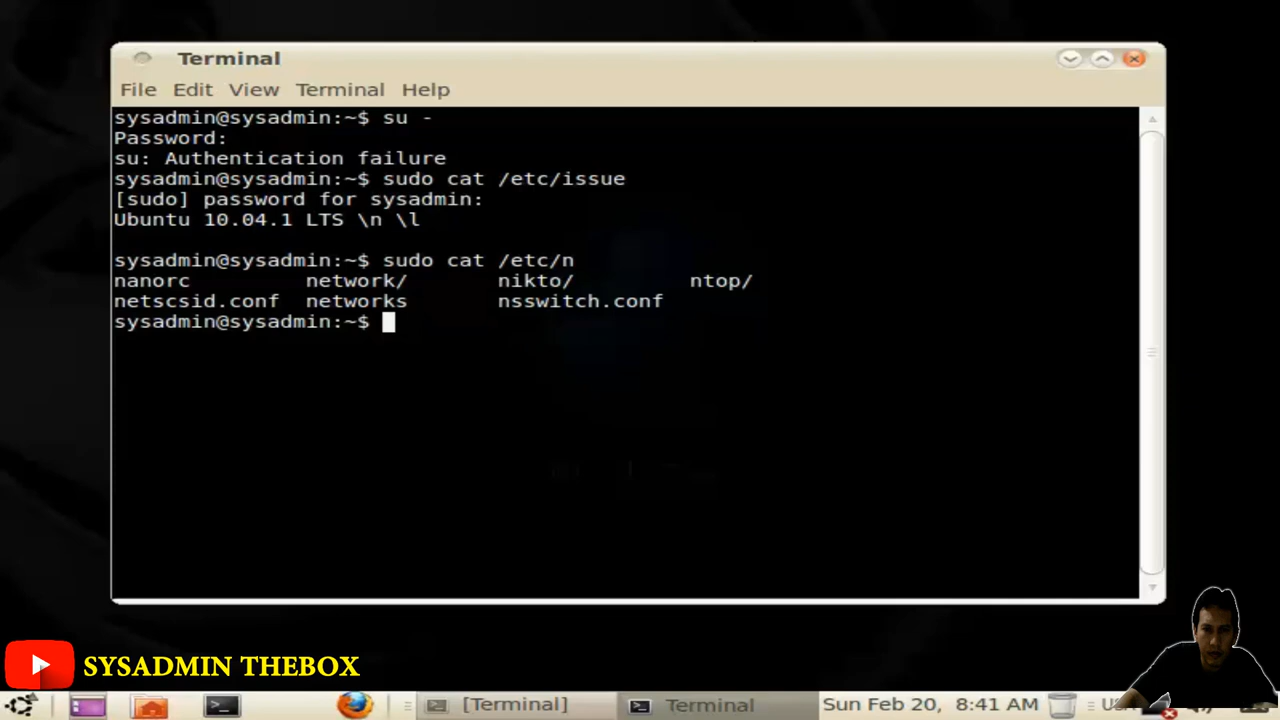 Terminal
File Edit View Terminal Help
sysadmin@sysadmin:~$ su -
Password:
su: Authentication failure
sysadmin@sysadmin:~$ sudo cat /etc/issue
[sudo] password for sysadmin:
Ubuntu 10.04.1 LTS \n \l
sysadmin@sysadmin:~$ sudo cat /etc/n
nanorc network/ nikto/ ntop/
netscsid.conf networks nsswitch.conf
sysadmin@sysadmin:~$
SYSADMIN THEBOX
[Terminal] Terminal Sun Feb 20, 8:41 AM